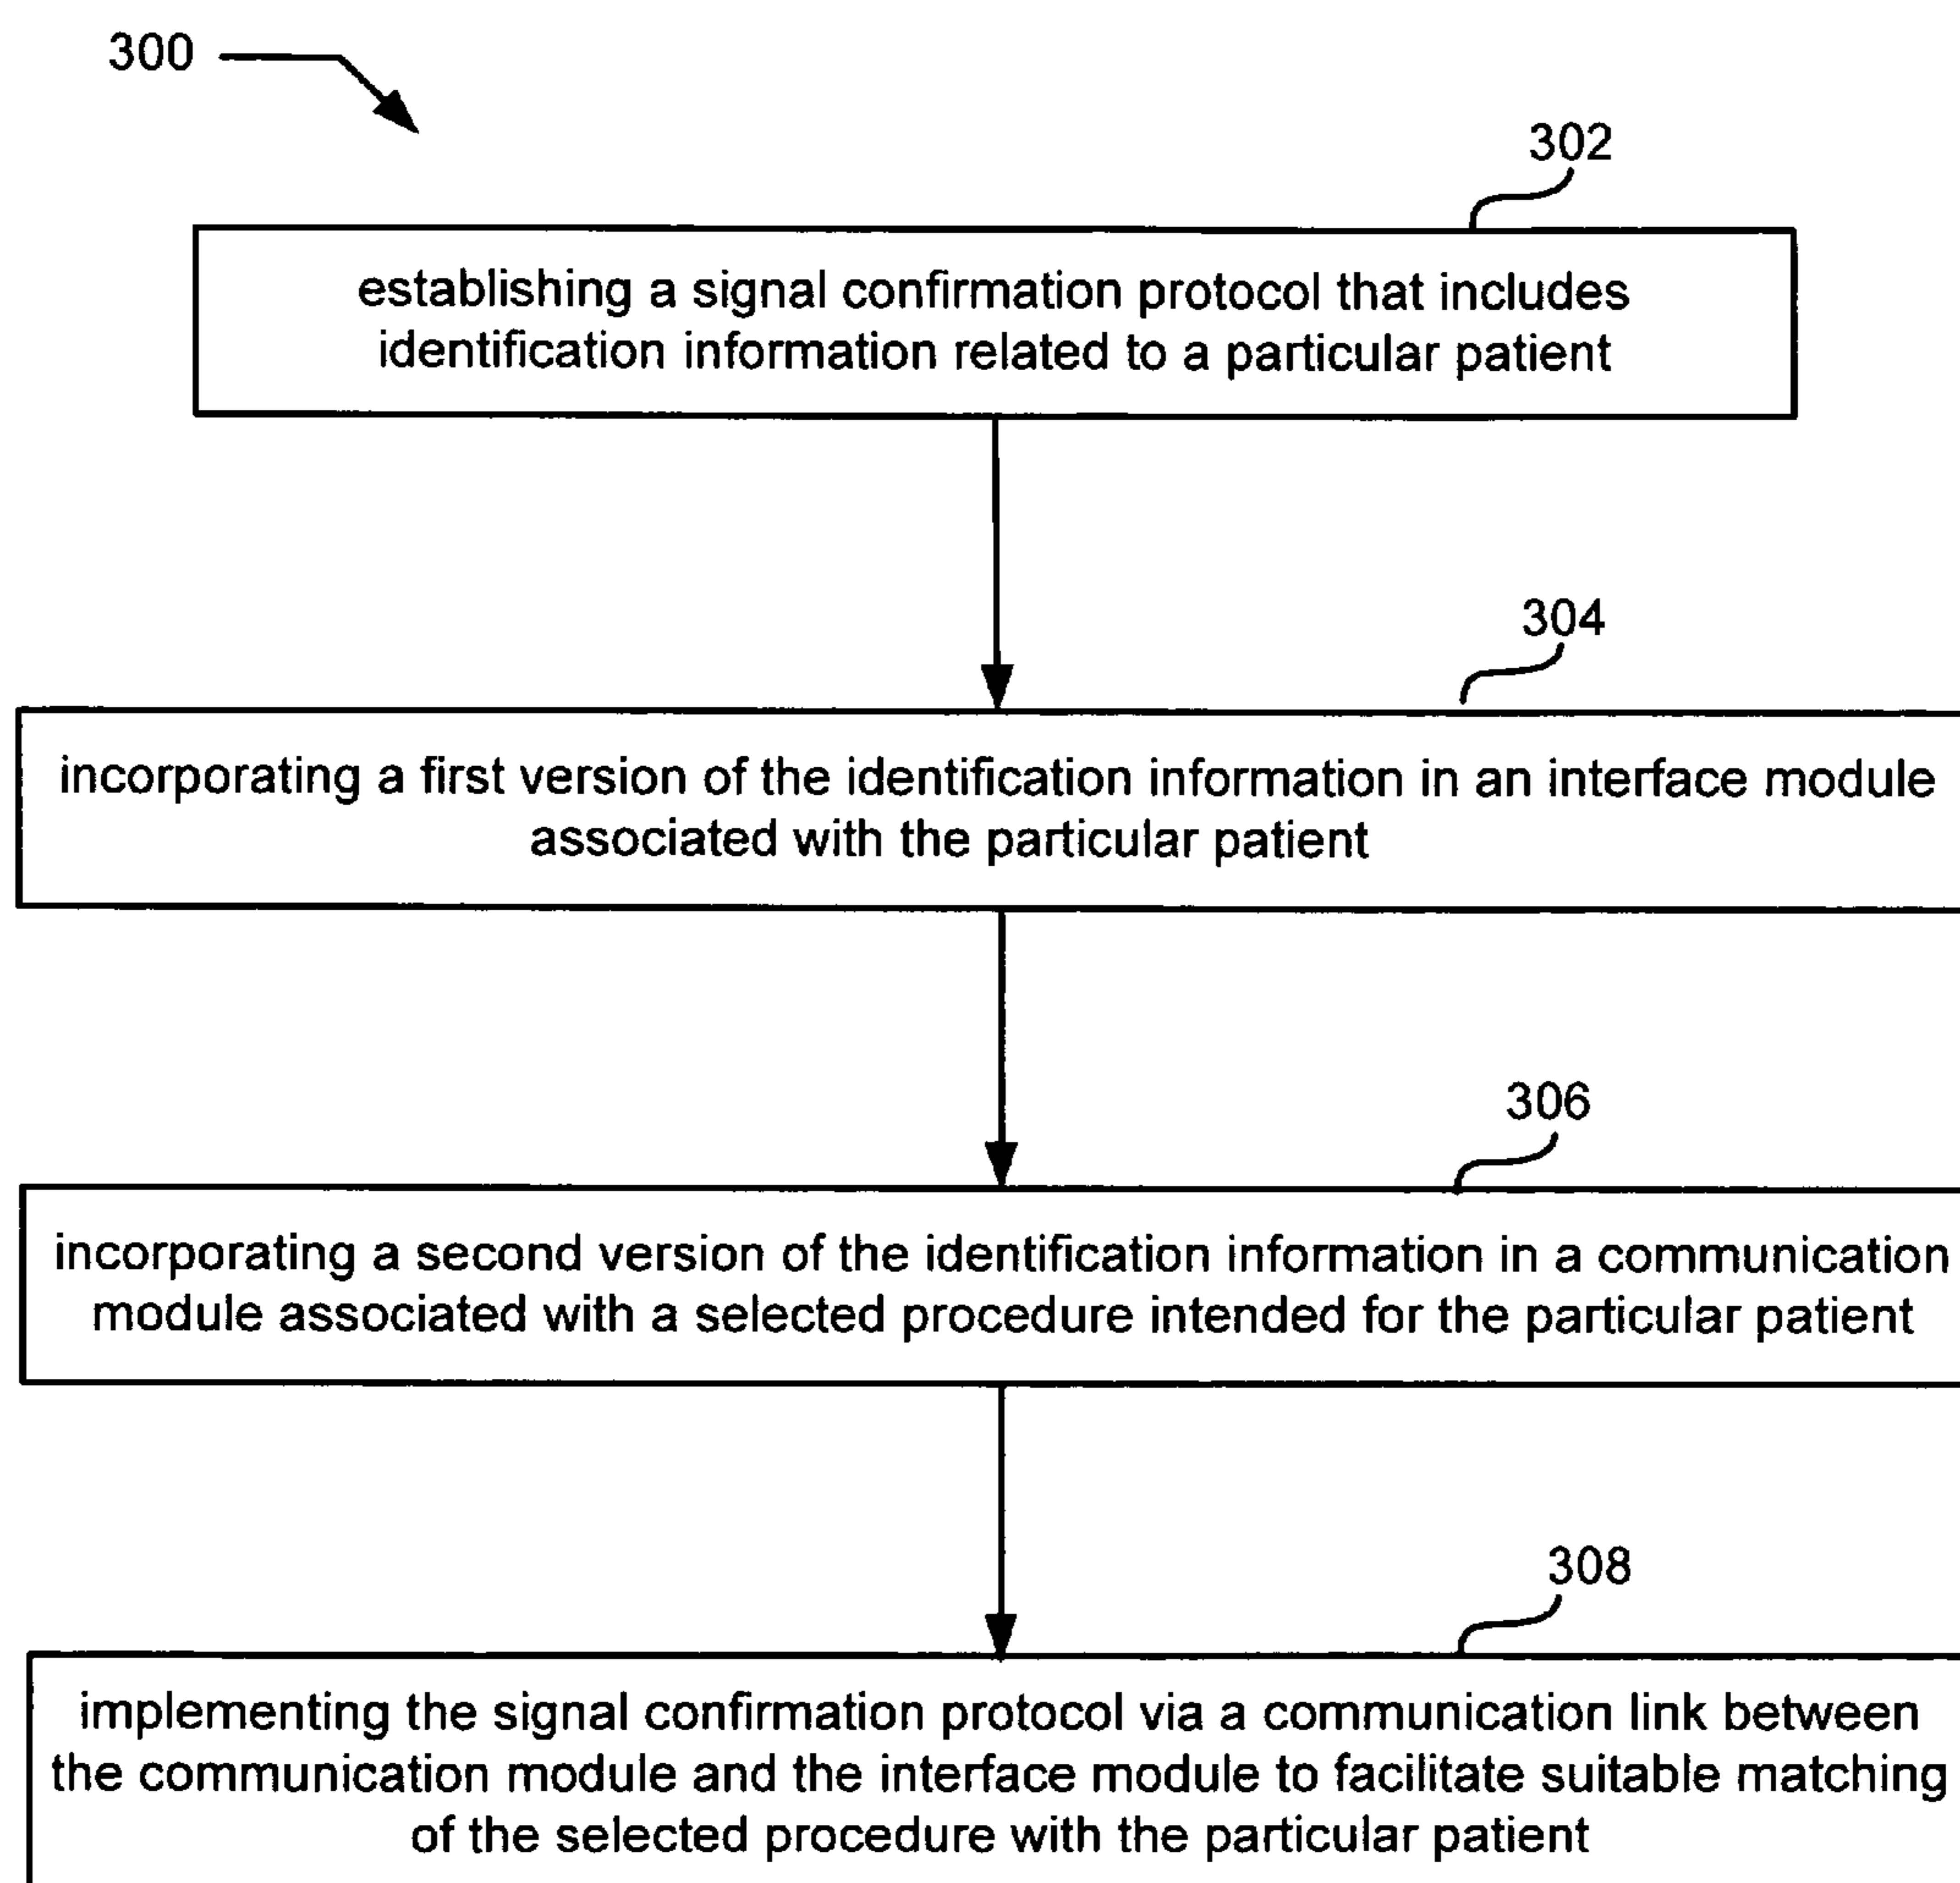 300
302
establishing a signal confirmation protocol that includes
identification information related to a particular patient
304
incorporating a first version of the identification information in an interface module
associated with the particular patient
306
incorporating a second version of the identification information in a communication
module associated with a selected procedure intended for the particular patient
308
implementing the signal confirmation protocol via a communication link between
the communication module and the interface module to facilitate suitable matching
of the selected procedure with the particular patient